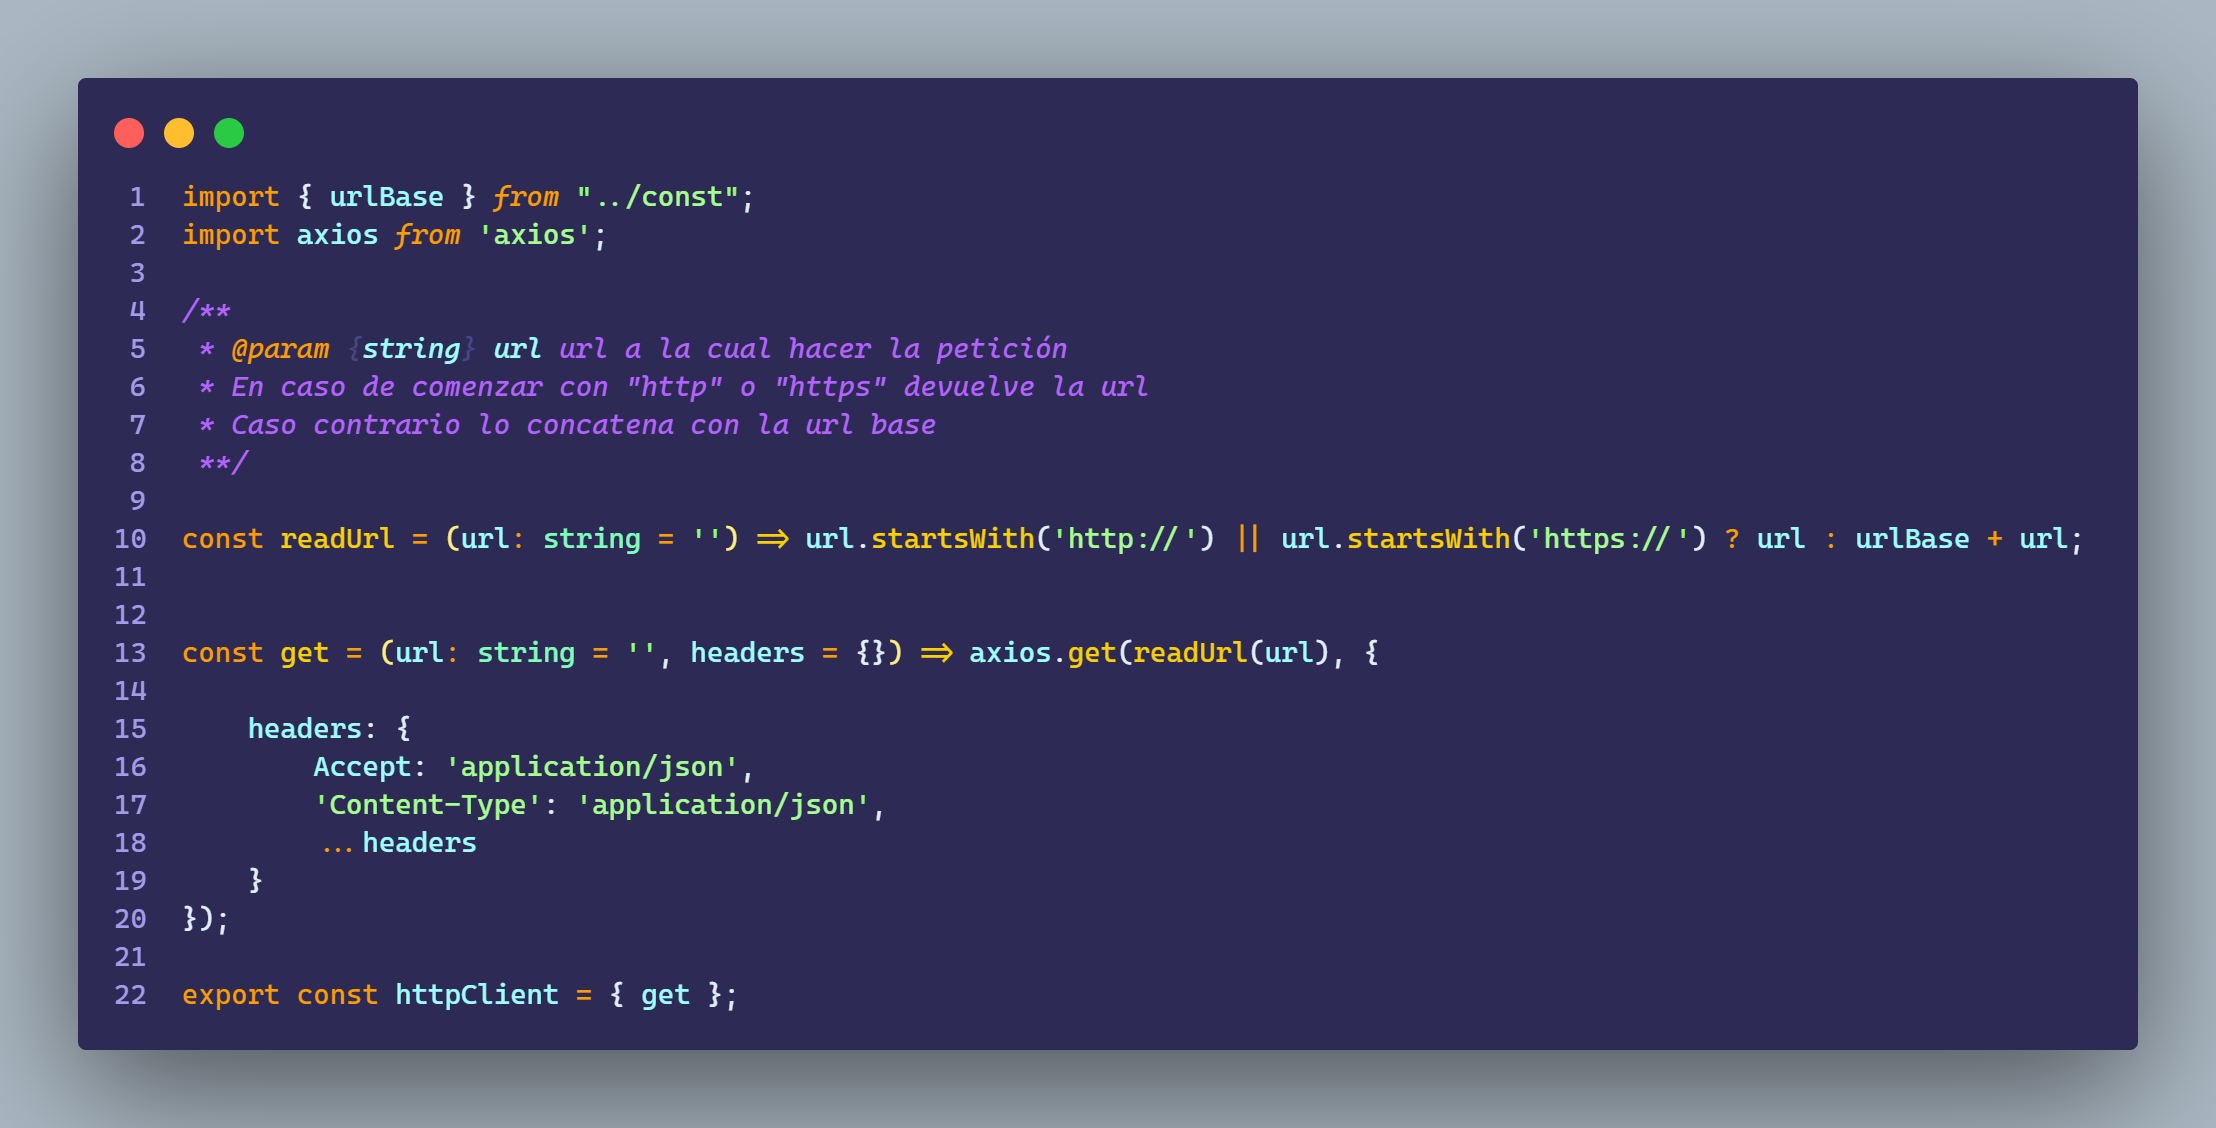 1 import { urlBase } from "../const";
2 import axios from 'axios';
3
4 /**
5  * @param {string} url url a la cual hacer la petición
6  * En caso de comenzar con "http" o "https" devuelve la url
7  * Caso contrario lo concatena con la url base
8  **/
9
10 const readUrl = (url: string = '') => url.startsWith('http://') || url.startsWith('https://') ? url : urlBase + url;
11
12
13 const get = (url: string = '', headers = {}) => axios.get(readUrl(url), {
14
15     headers: {
16         Accept: 'application/json',
17         'Content-Type': 'application/json',
18         ...headers
19     }
20 });
21
22 export const httpClient = { get };